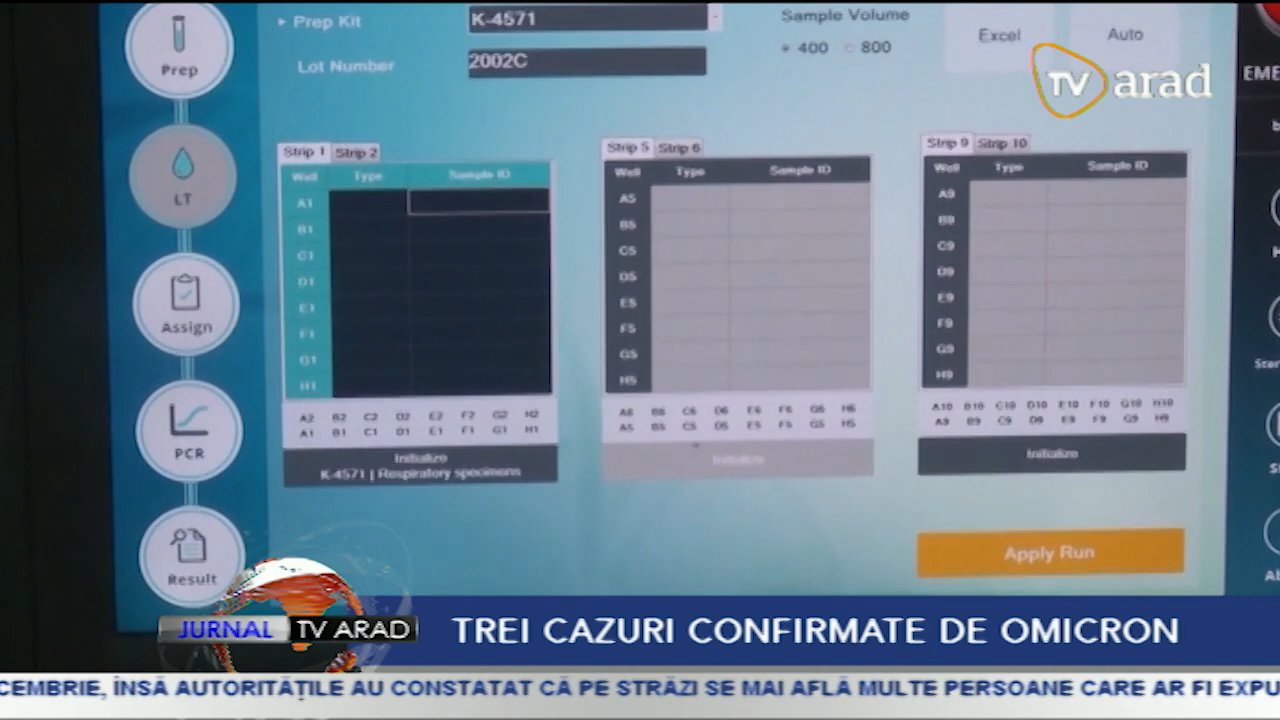 Prep
LT
Assign
PCR
Result
Prep Kit
K-4571
Lot Number
2002C
Sample Volume
400 800
Excel
Auto
TV arad
EME
Strip 1 Strip 2
Well Type Sample ID
A1
B1
C1
D1
E1
F1
G1
H1
A2 B2 C2 D2 E2 F2 G2 H2
A1 B1 C1 D1 E1 F1 G1 H1
Initialize
K-4571 | Respiratory specimens
Strip 5 Strip 6
Well Type Sample ID
A5
B5
C5
D5
E5
F5
G5
H5
A6 B6 C6 D6 E6 F6 G6 H6
A5 B5 C5 D5 E5 F5 G5 H5
Initialize
Strip 9 Strip 10
Well Type Sample ID
A9
B9
C9
D9
E9
F9
G9
H9
A10 B10 C10 D10 E10 F10 G10 H10
A9 B9 C9 D9 E9 F9 G9 H9
Initialize
Apply Run
JURNAL TV ARAD
TREI CAZURI CONFIRMATE DE OMICRON
CEMBRIE, ÎNSĂ AUTORITĂȚILE AU CONSTATAT CĂ PE STRĂZI SE MAI AFLĂ MULTE PERSOANE CARE AR FI EXPU